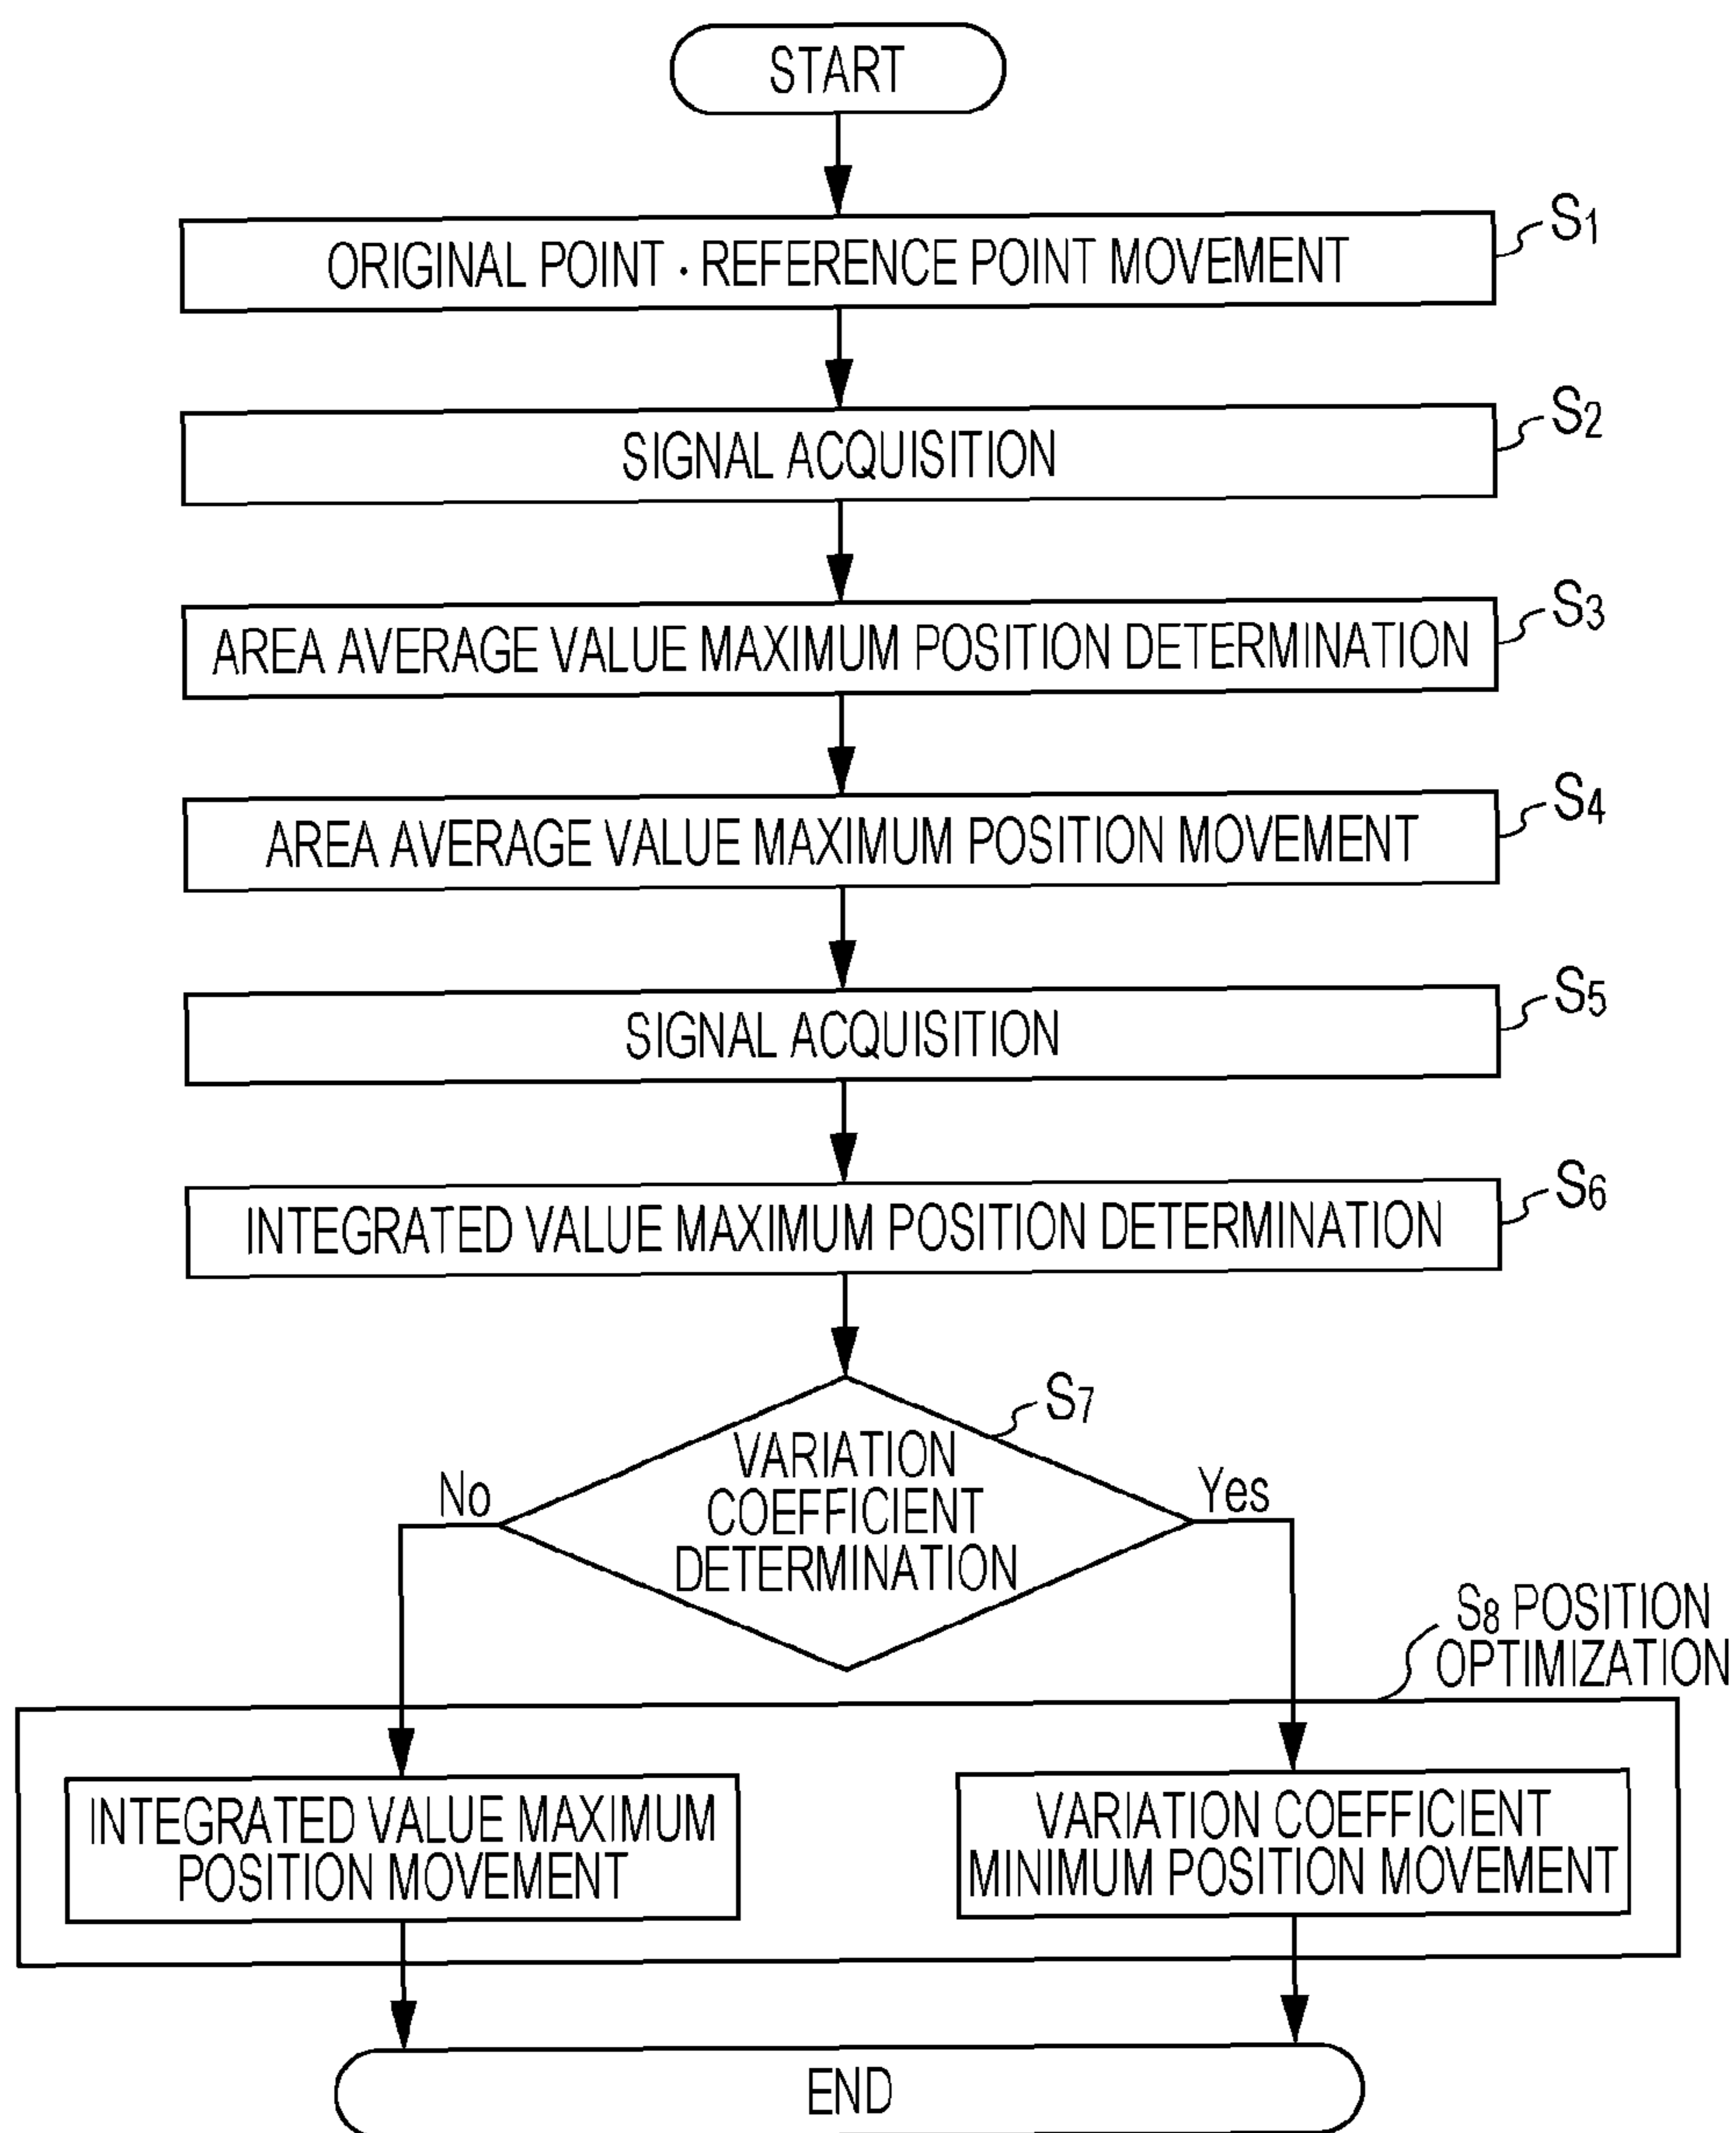 START
ORIGINAL POINT · REFERENCE POINT MOVEMENT
S1
SIGNAL ACQUISITION
S2
AREA AVERAGE VALUE MAXIMUM POSITION DETERMINATION
S3
AREA AVERAGE VALUE MAXIMUM POSITION MOVEMENT
S4
SIGNAL ACQUISITION
S5
INTEGRATED VALUE MAXIMUM POSITION DETERMINATION
S6
S7
VARIATION
COEFFICIENT
DETERMINATION
No
Yes
S8 POSITION
OPTIMIZATION
INTEGRATED VALUE MAXIMUM
POSITION MOVEMENT
VARIATION COEFFICIENT
MINIMUM POSITION MOVEMENT
END